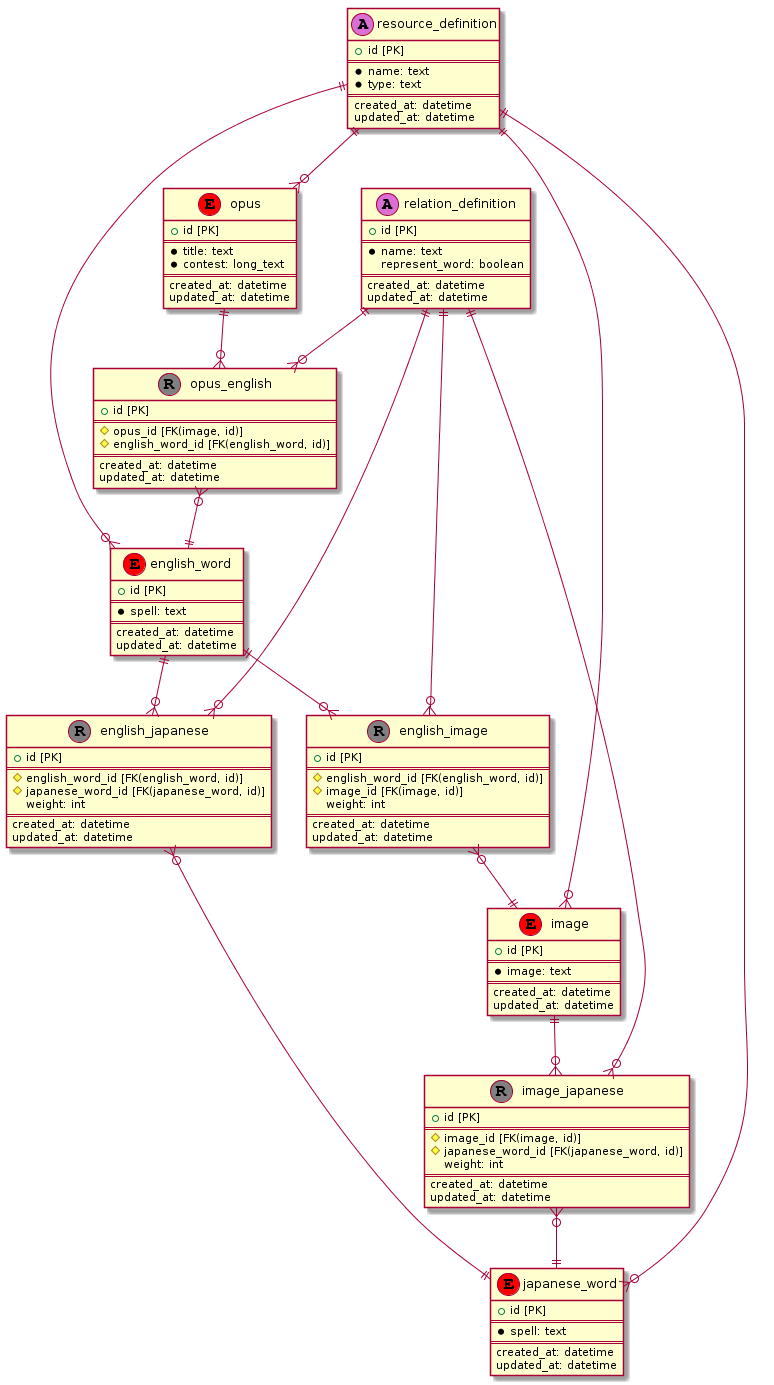 A resource_definition
id [PK]
name: text
type: text
created_at: datetime
updated_at: datetime
E opus
id [PK]
title: text
contest: long_text
created_at: datetime
updated_at: datetime
A relation_definition
id [PK]
name: text
represent_word: boolean
created_at: datetime
updated_at: datetime
R opus_english
id [PK]
opus_id [FK(image, id)]
english_word_id [FK(english_word, id)]
created_at: datetime
updated_at: datetime
E english_word
id [PK]
spell: text
created_at: datetime
updated_at: datetime
R english_japanese
id [PK]
english_word_id [FK(english_word, id)]
japanese_word_id [FK(japanese_word, id)]
weight: int
created_at: datetime
updated_at: datetime
R english_image
id [PK]
english_word_id [FK(english_word, id)]
image_id [FK(image, id)]
weight: int
created_at: datetime
updated_at: datetime
E image
id [PK]
image: text
created_at: datetime
updated_at: datetime
R image_japanese
id [PK]
image_id [FK(image, id)]
japanese_word_id [FK(japanese_word, id)]
weight: int
created_at: datetime
updated_at: datetime
E japanese_word
id [PK]
spell: text
created_at: datetime
updated_at: datetime